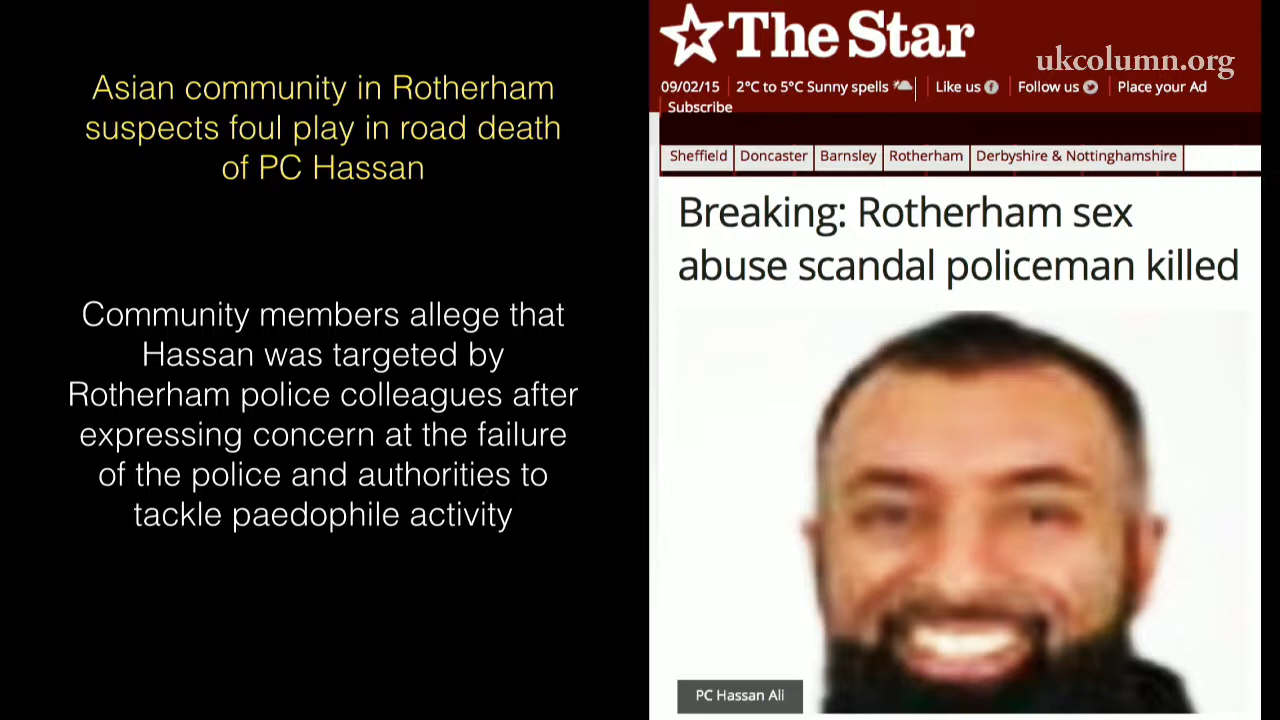 Asian community in Rotherham
suspects foul play in road death
of PC Hassan
Community members allege that
Hassan was targeted by
Rotherham police colleagues after
expressing concern at the failure
of the police and authorities to
tackle paedophile activity
The Star
ukcolumn.org
09/02/15 2°C to 5°C Sunny spells Like us Follow us Place your Ad
Subscribe
Sheffield Doncaster Barnsley Rotherham Derbyshire & Nottinghamshire
Breaking: Rotherham sex
abuse scandal policeman killed
PC Hassan Ali